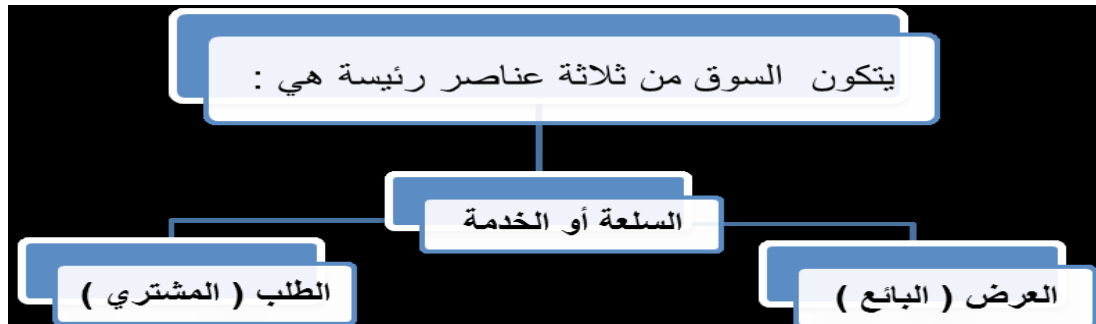 يتكون السوق من ثلاثة عناصر رئيسة هي :
السلعة أو الخدمة
العرض ( البائع )
الطلب ( المشتري )